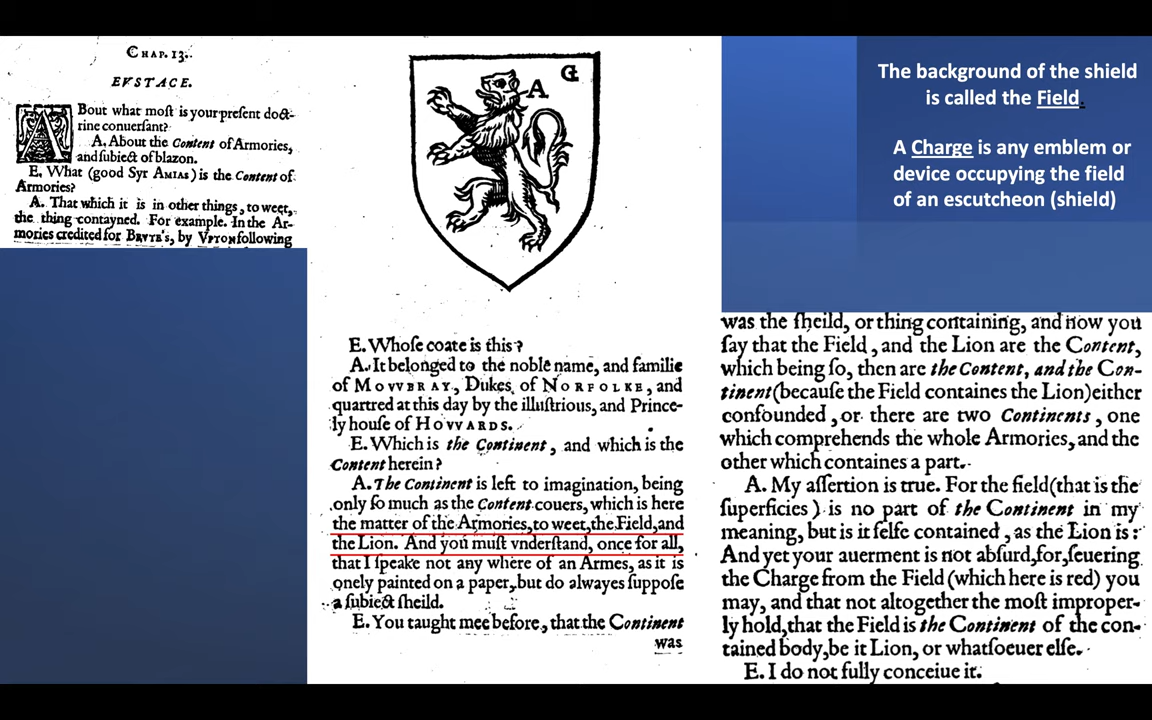 CHAP. 13.
EVSTACE.
ABout what moſt is your preſent doct-
rine conuerſant?
A. About the Content of Armories,
and ſubiect of blazon.
E. What (good Syr AMIAS) is the Content of
Armories?
A. That which it is in other things, to weet,
the thing contayned. For example. In the Ar-
mories credited for BRVTE's, by VPTON following
G
A
E. Whoſe coate is this?
A. It belonged to the noble name, and familie
of MOVVBRAY, Dukes of NORFOLKE, and
quartred at this day by the illuſtrious, and Prince-
ly houſe of HOVVARDS.
E. Which is the Continent, and which is the
Content herein?
A. The Continent is left to imagination, being
only ſo much as the Content couers, which is here
the matter of the Armories, to weet, the Field, and
the Lion. And you muſt vnderſtand, once for all,
that I ſpeake not any where of an Armes, as it is
onely painted on a paper, but do alwayes ſuppoſe
a ſubiect ſheild.
E. You taught mee before, that the Continent
was
The background of the shield
is called the Field.
A Charge is any emblem or
device occupying the field
of an escutcheon (shield)
was the ſheild, or thing containing, and now you
ſay that the Field, and the Lion are the Content,
which being ſo, then are the Content, and the Con-
tinent (becauſe the Field containes the Lion) either
confounded, or there are two Continents, one
which comprehends the whole Armories, and the
other which containes a part.
A. My aſſertion is true. For the field (that is the
ſuperficies) is no part of the Continent in my
meaning, but is it ſelfe contained, as the Lion is:
And yet your auerment is not abſurd, for, ſeuering
the Charge from the Field (which here is red) you
may, and that not altogether the moſt improper-
ly hold, that the Field is the Continent of the con-
tained body, be it Lion, or whatſoeuer elſe.
E. I do not fully conceiue it.